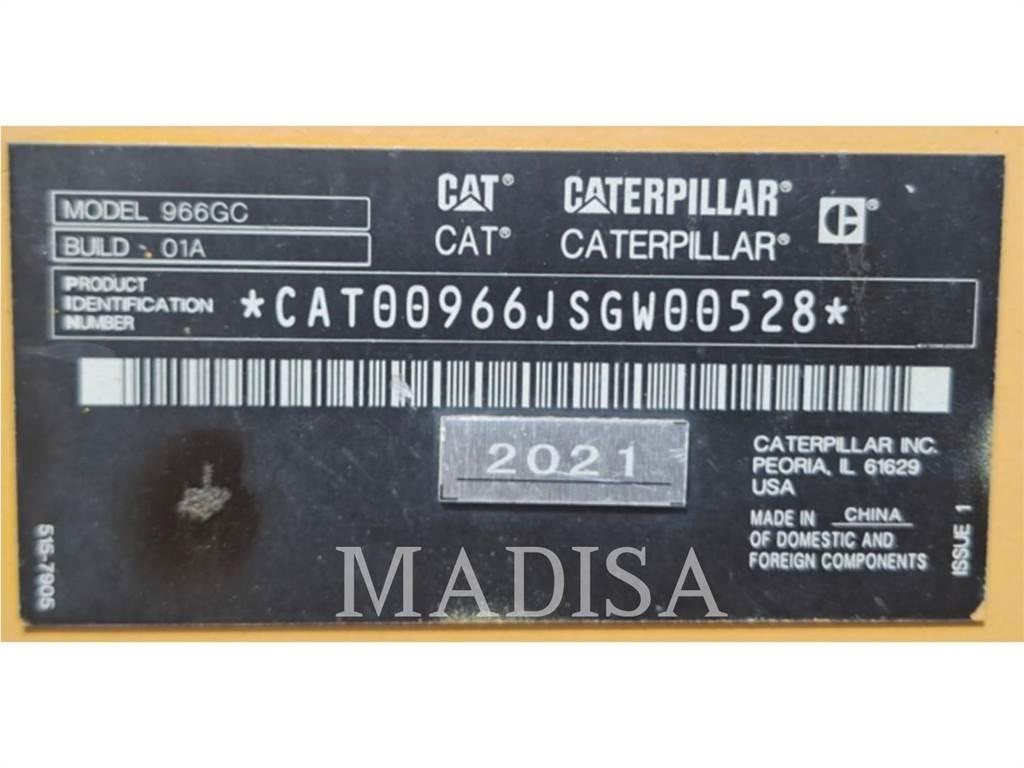 MODEL 966GC
BUILD 01A
CAT® CATERPILLAR® C®
CAT® CATERPILLAR®
PRODUCT
IDENTIFICATION
NUMBER
*CAT00966JSGW00528*
2021
CATERPILLAR INC.
PEORIA, IL 61629
USA
MADE IN CHINA
OF DOMESTIC AND
FOREIGN COMPONENTS
ISSUE 1
515-7905
MADISA